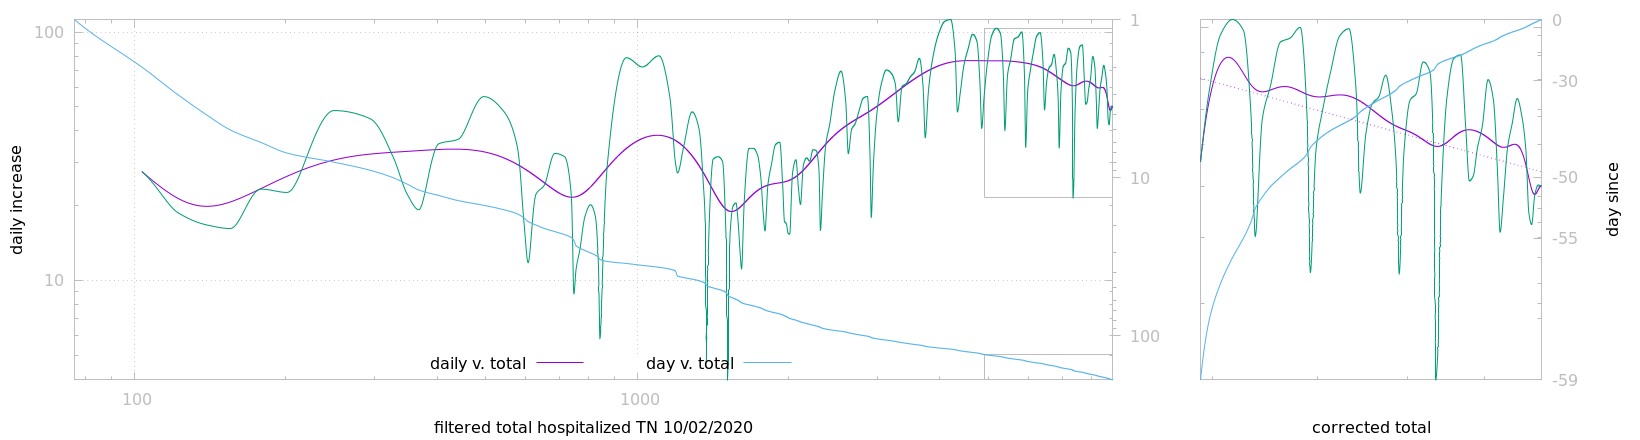 100
10
daily increase
daily v. total
day v. total
100
1000
filtered total hospitalized TN 10/02/2020
1
10
100
0
-30
-50
-55
-59
day since
corrected total